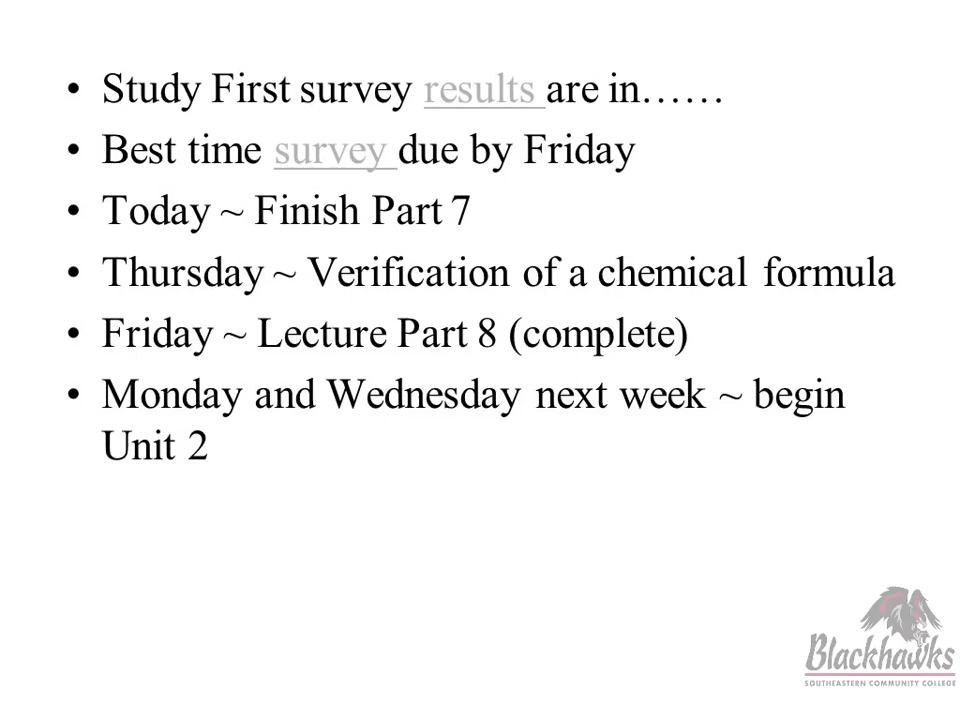 • Study First survey results are in……
• Best time survey due by Friday
• Today ~ Finish Part 7
• Thursday ~ Verification of a chemical formula
• Friday ~ Lecture Part 8 (complete)
• Monday and Wednesday next week ~ begin
Unit 2
Blackhawks
SOUTHEASTERN COMMUNITY COLLEGE